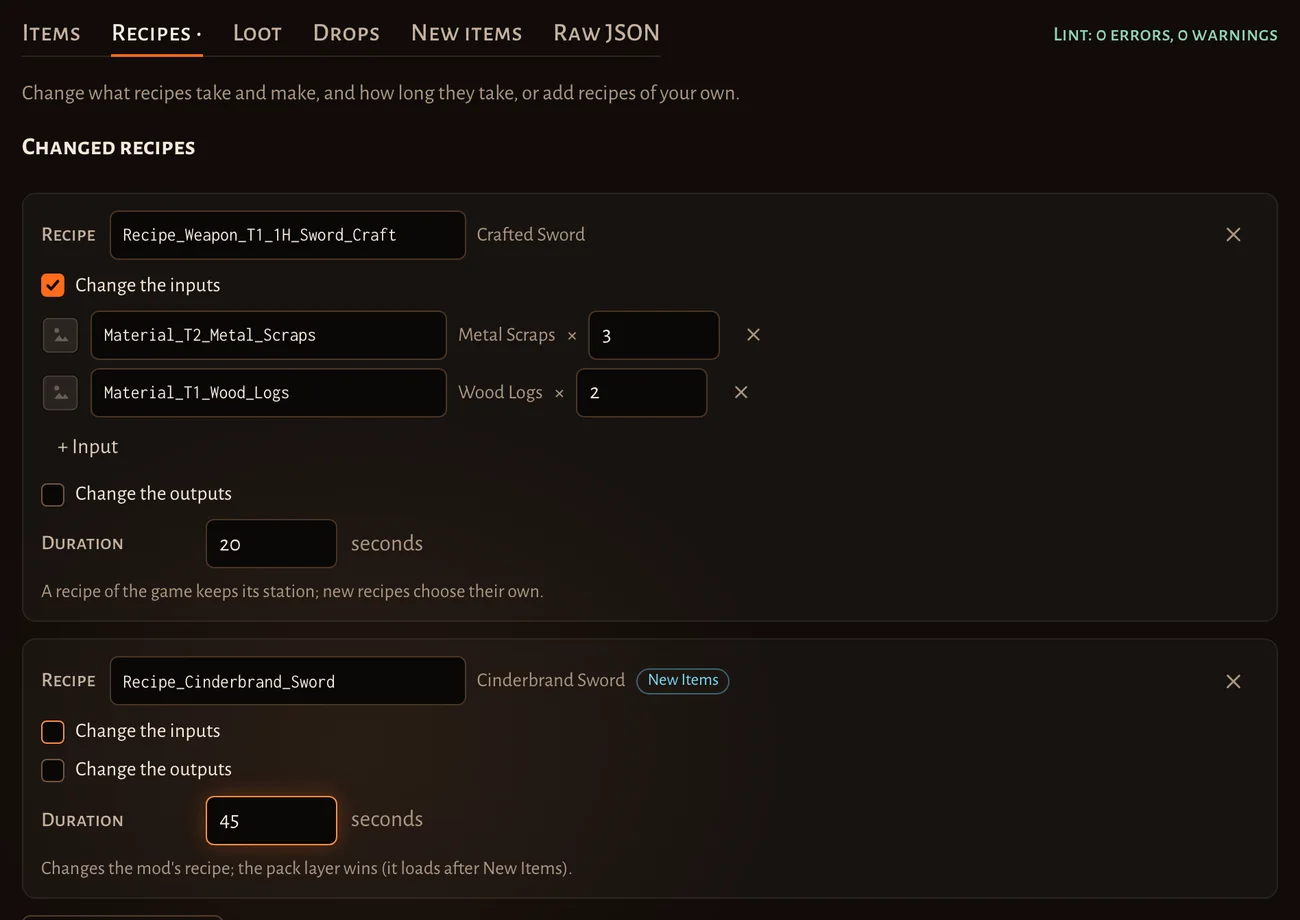 Items Recipes · Loot Drops New items Raw JSON Lint: 0 errors, 0 warnings
Change what recipes take and make, and how long they take, or add recipes of your own.
Changed recipes
Recipe Recipe_Weapon_T1_1H_Sword_Craft Crafted Sword ×
Change the inputs
Material_T2_Metal_Scraps Metal Scraps × 3 ×
Material_T1_Wood_Logs Wood Logs × 2 ×
+ Input
Change the outputs
Duration 20 seconds
A recipe of the game keeps its station; new recipes choose their own.
Recipe Recipe_Cinderbrand_Sword Cinderbrand Sword New Items ×
Change the inputs
Change the outputs
Duration 45 seconds
Changes the mod's recipe; the pack layer wins (it loads after New Items).